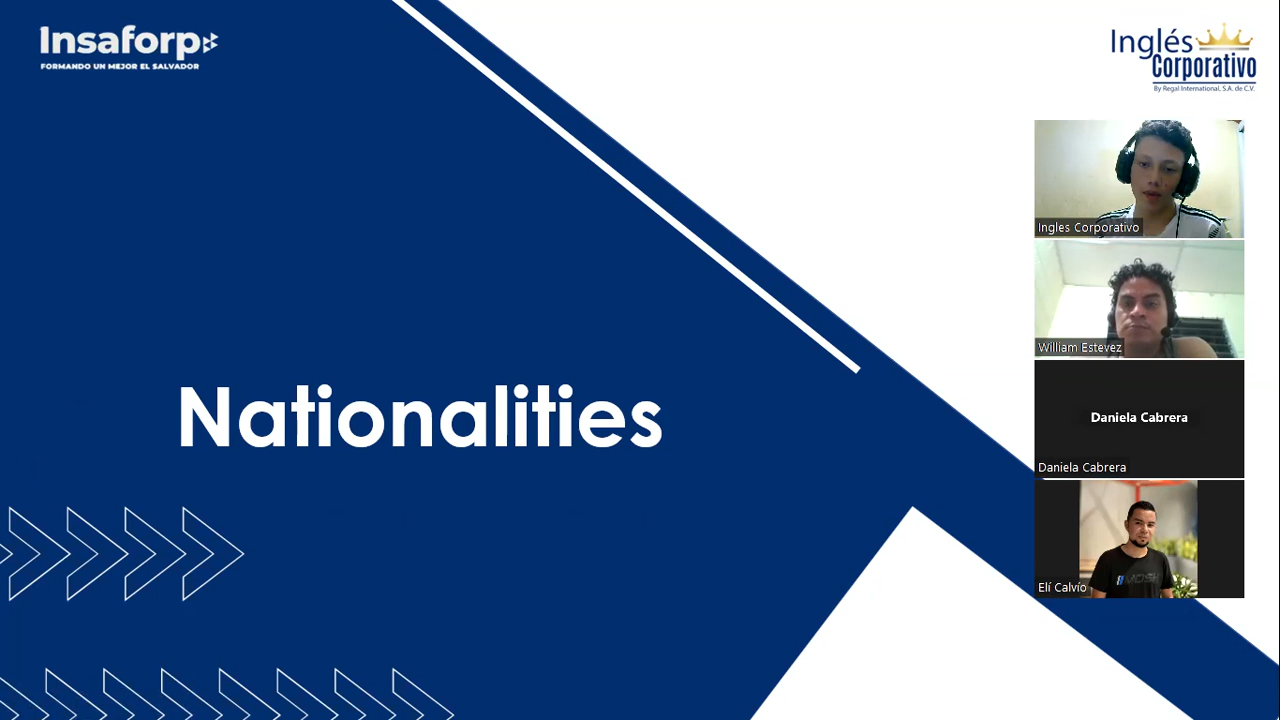 Insaforp
FORMANDO UN MEJOR EL SALVADOR
Inglés
Corporativo
By Regal International, S.A. de C.V.
Nationalities
Ingles Corporativo
William Estevez
Daniela Cabrera
Daniela Cabrera
Elí Calvío